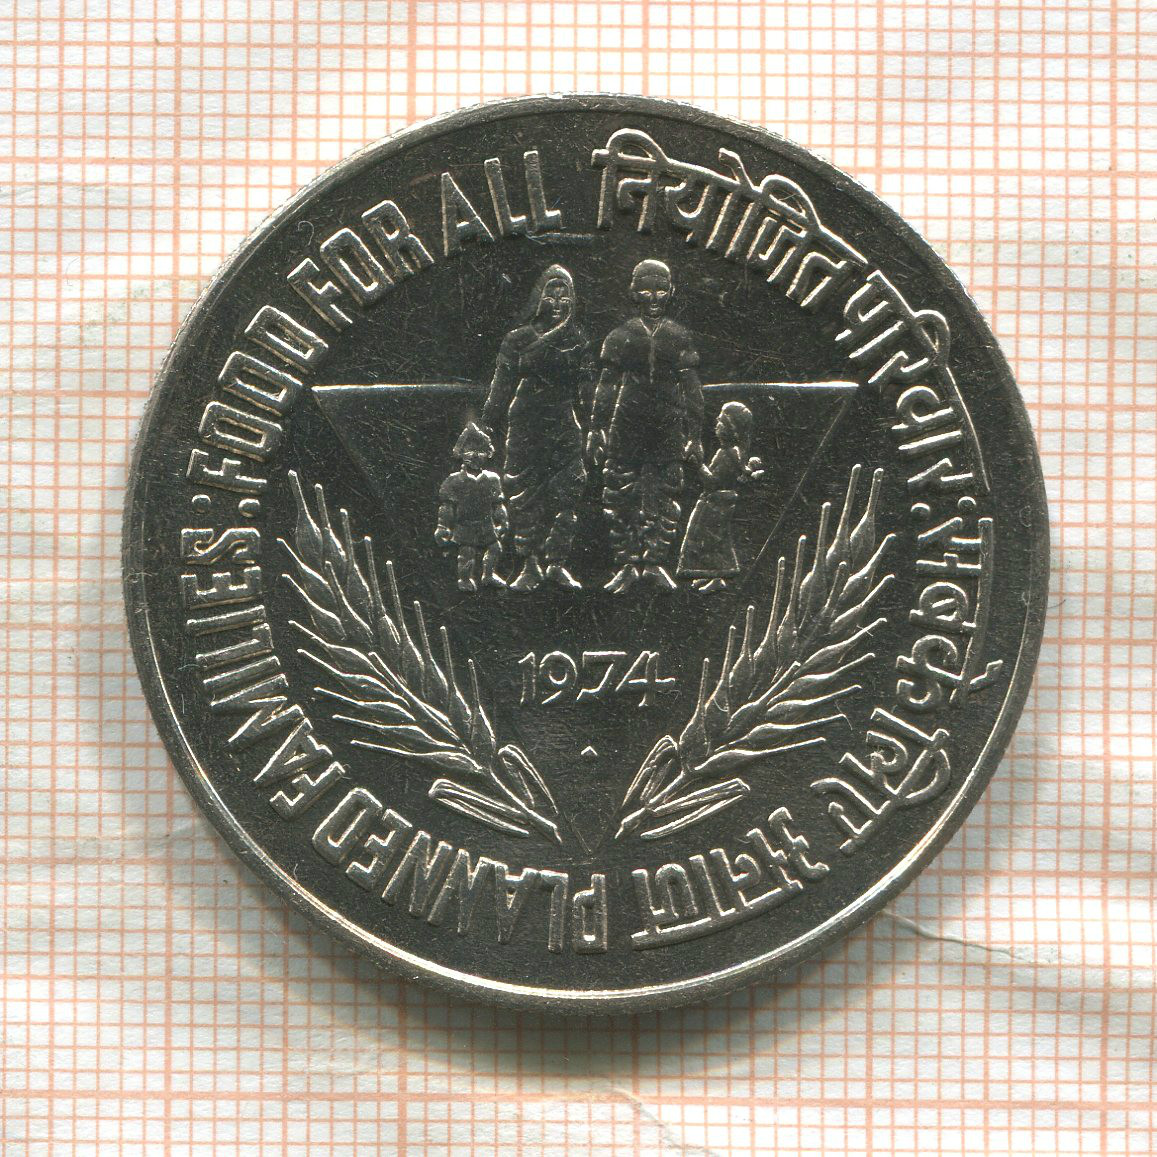 PLANNED FAMILIES : FOOD FOR ALL
नियोजित परिवार : सबके लिए अनाज
1974